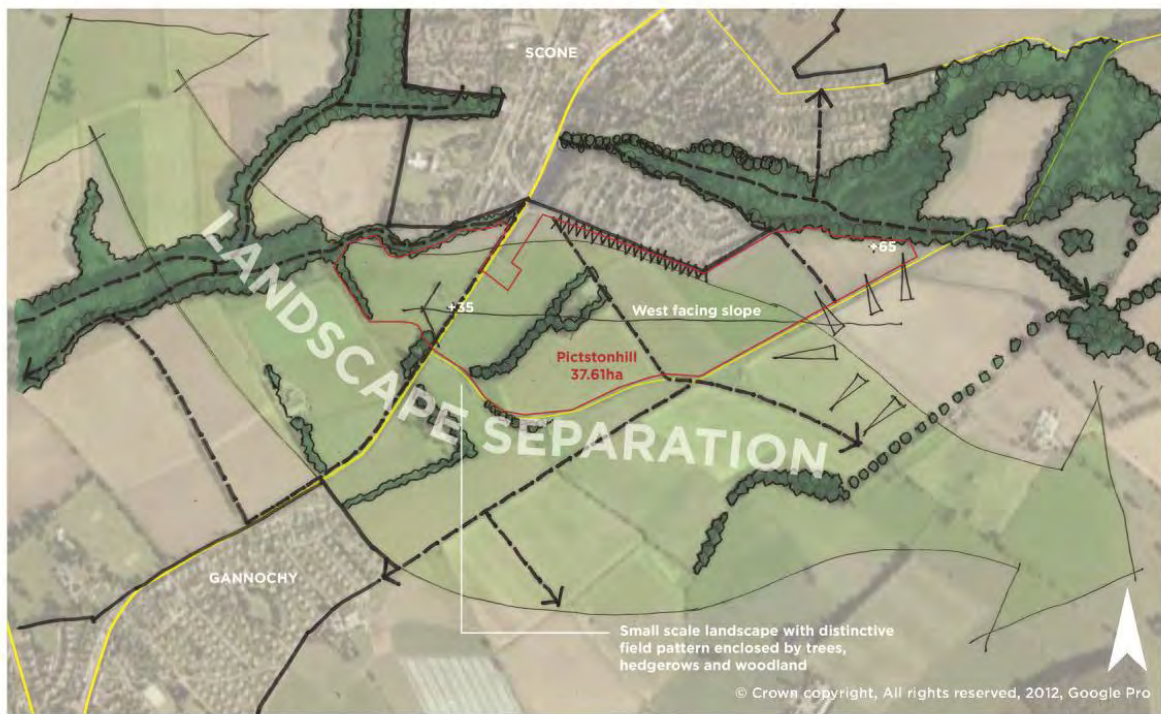 SCONE
+65
LANDSCAPE SEPARATION
+35
West facing slope
Pictstonhill
37.61ha
GANNOCHY
Small scale landscape with distinctive
field pattern enclosed by trees,
hedgerows and woodland
© Crown copyright, All rights reserved, 2012, Google Pro